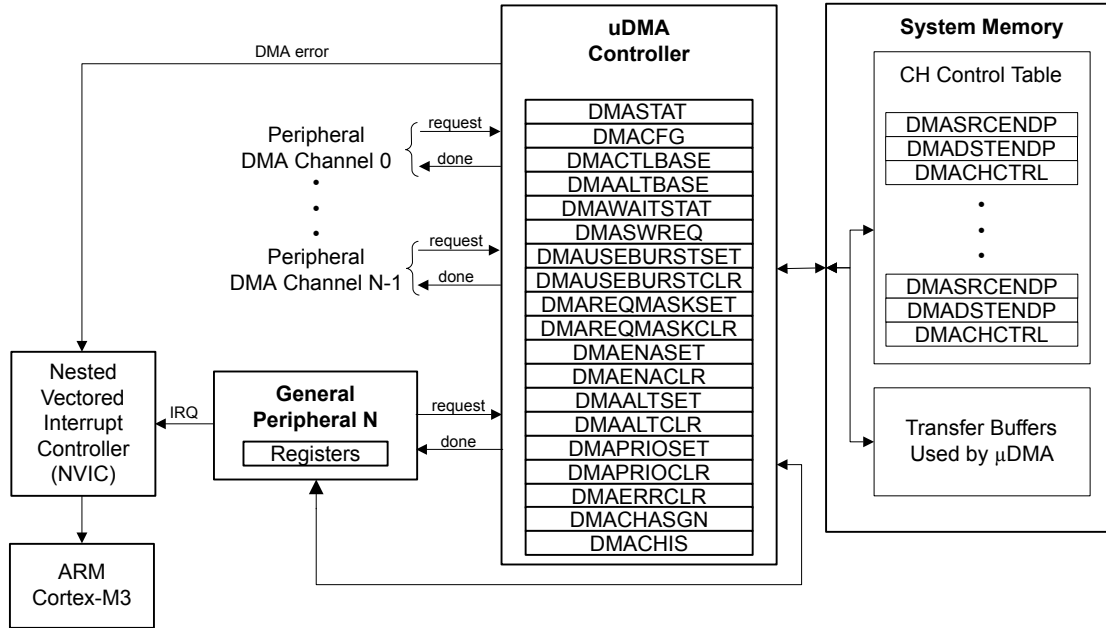 uDMA
Controller
System Memory
DMA error
CH Control Table
request
Peripheral
DMA Channel 0
done
•
•
•
request
Peripheral
DMA Channel N-1
done
DMASTAT
DMACFG
DMACTLBASE
DMAALTBASE
DMAWAITSTAT
DMASWREQ
DMAUSEBURSTSET
DMAUSEBURSTCLR
DMAREQMASKSET
DMAREQMASKCLR
DMAENASET
DMAENACLR
DMAALTSET
DMAALTCLR
DMAPRIOSET
DMAPRIOCLR
DMAERRCLR
DMACHASGN
DMACHIS
DMASRCENDP
DMADSTENDP
DMACHCTRL
•
•
•
DMASRCENDP
DMADSTENDP
DMACHCTRL
Transfer Buffers
Used by μDMA
Nested
Vectored
Interrupt
Controller
(NVIC)
IRQ
General
Peripheral N
Registers
request
done
ARM
Cortex-M3